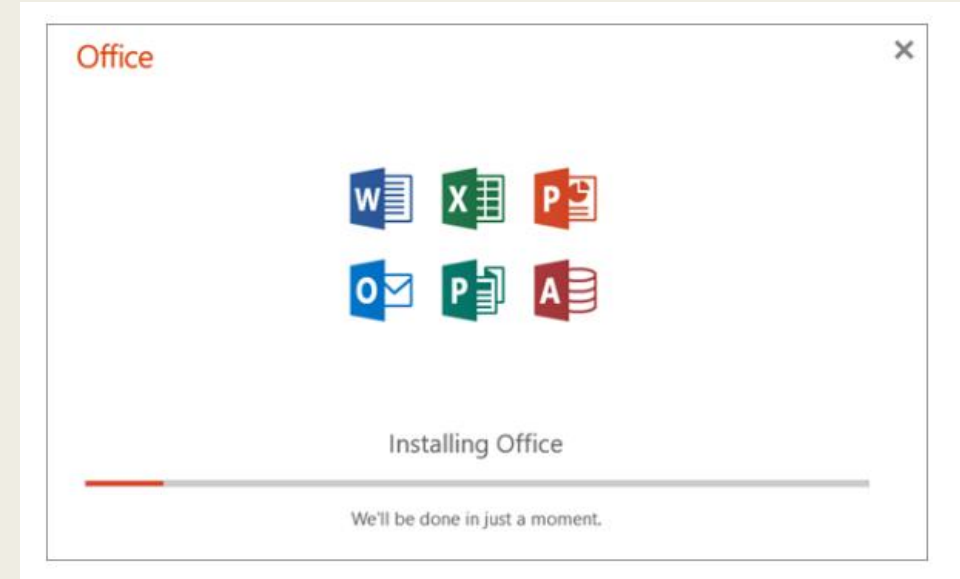 Office
W X P
O P A
Installing Office
We'll be done in just a moment.